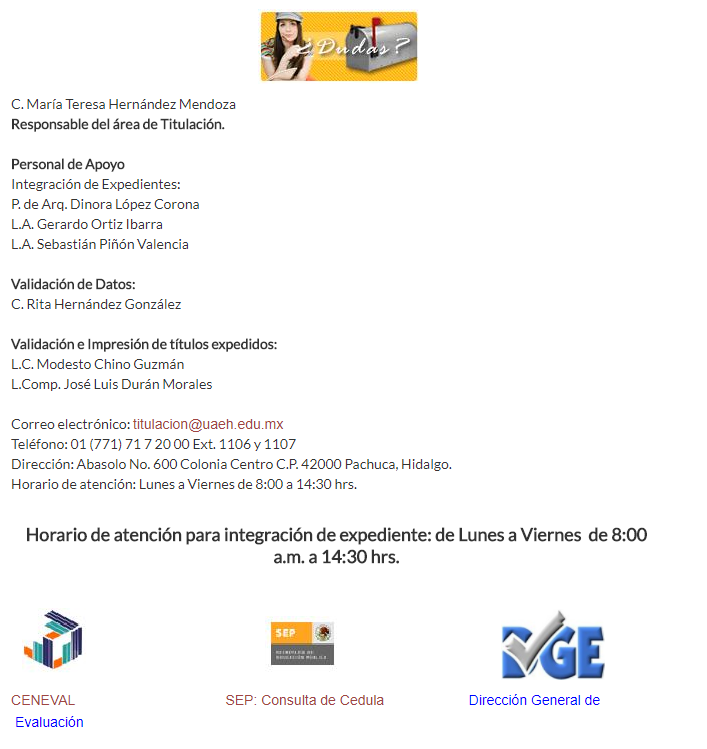 ¿Dudas?
C. María Teresa Hernández Mendoza
Responsable del área de Titulación.
Personal de Apoyo
Integración de Expedientes:
P. de Arq. Dinora López Corona
L.A. Gerardo Ortiz Ibarra
L.A. Sebastián Piñón Valencia
Validación de Datos:
C. Rita Hernández González
Validación e Impresión de títulos expedidos:
L.C. Modesto Chino Guzmán
L.Comp. José Luis Durán Morales
Correo electrónico: titulacion@uaeh.edu.mx
Teléfono: 01 (771) 71 7 20 00 Ext. 1106 y 1107
Dirección: Abasolo No. 600 Colonia Centro C.P. 42000 Pachuca, Hidalgo.
Horario de atención: Lunes a Viernes de 8:00 a 14:30 hrs.
Horario de atención para integración de expediente: de Lunes a Viernes de 8:00
a.m. a 14:30 hrs.
SEP
SECRETARÍA DE
EDUCACIÓN PÚBLICA
DGE
CENEVAL
SEP: Consulta de Cedula
Dirección General de
Evaluación